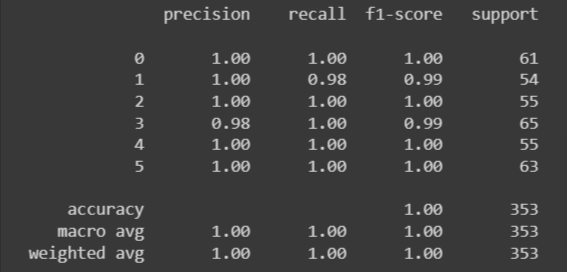 precision recall f1-score support
0 1.00 1.00 1.00 61
1 1.00 0.98 0.99 54
2 1.00 1.00 1.00 55
3 0.98 1.00 0.99 65
4 1.00 1.00 1.00 55
5 1.00 1.00 1.00 63
accuracy 1.00 353
macro avg 1.00 1.00 1.00 353
weighted avg 1.00 1.00 1.00 353